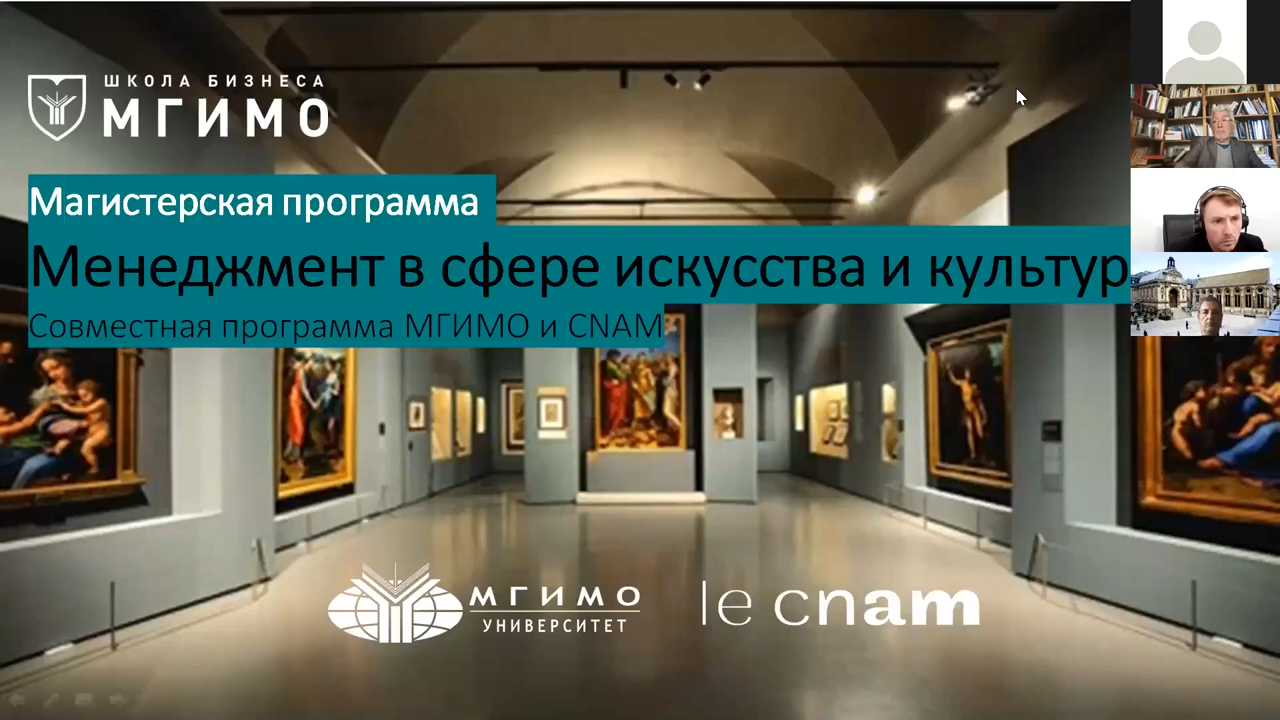 ШКОЛА БИЗНЕСА
МГИМО
Магистерская программа
Менеджмент в сфере искусства и культур
Совместная программа МГИМО и CNAM
МГИМО
УНИВЕРСИТЕТ
le cnam